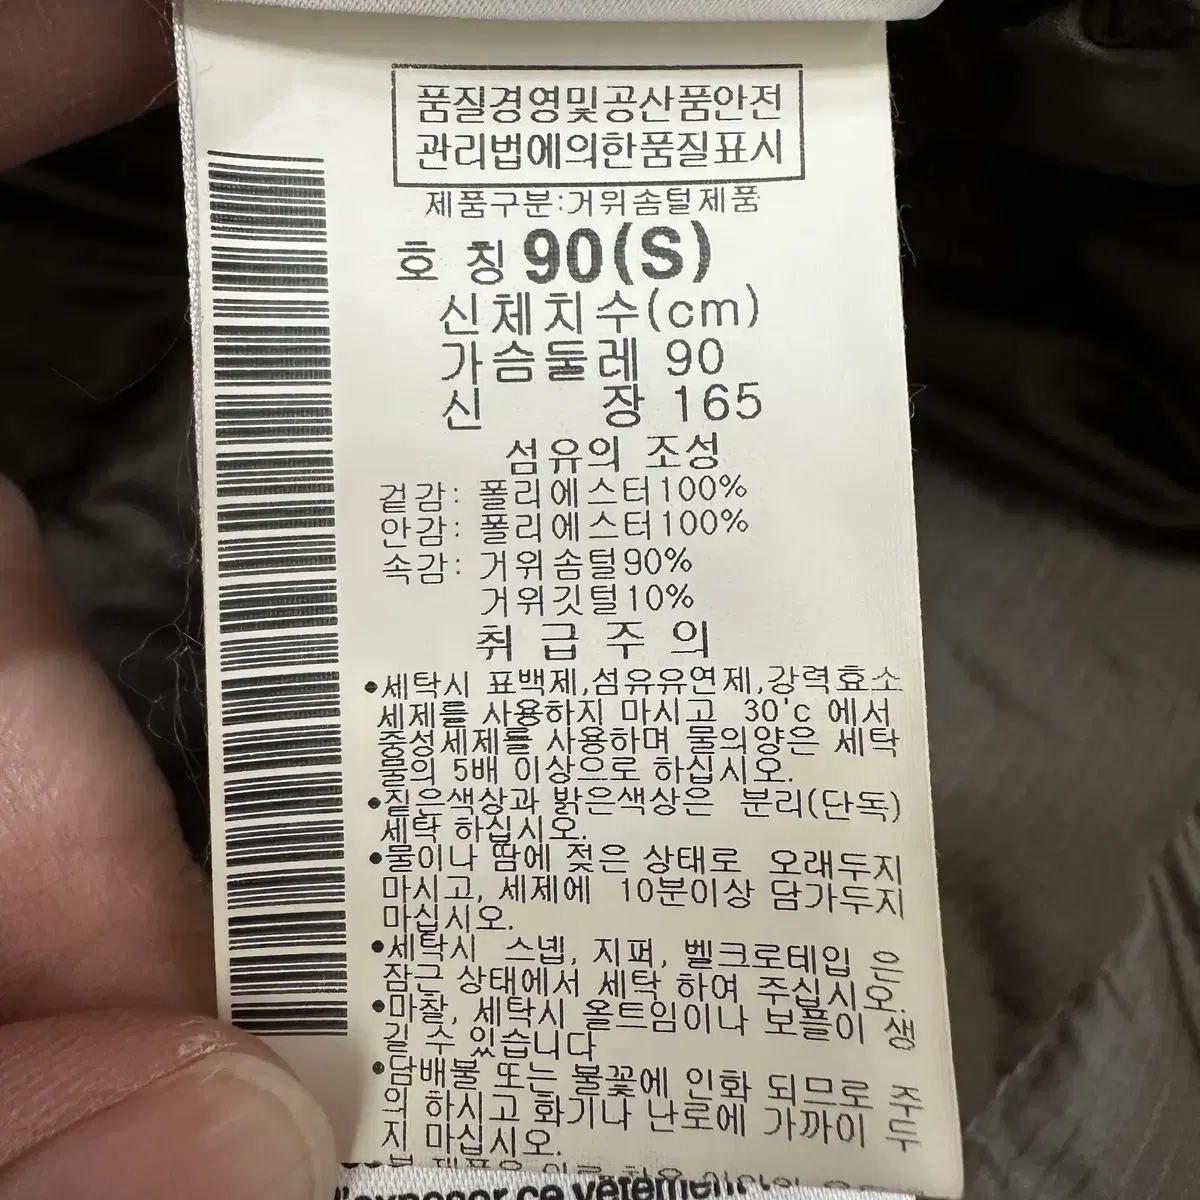 품질경영및공산품안전
관리법에의한품질표시
제품구분:거위솜털제품
호 칭 90(S)
신체치수(cm)
가슴둘레 90
신 장 165
섬유의 조성
겉감: 폴리에스터100%
안감: 폴리에스터100%
속감: 거위솜털90%
거위깃털10%
취 급 주 의
•세탁시 표백제,섬유유연제,강력효소
세제를 사용하지 마시고 30'c 에서
중성세제를 사용하며 물의양은 세탁
물의 5배 이상으로 하십시오.
•짙은색상과 밝은색상은 분리(단독)
세탁 하십시오.
•물이나 땀에 젖은 상태로 오래두지
마시고, 세제에 10분이상 담가두지
마십시오.
•세탁시 스넵, 지퍼, 벨크로테입 은
잠근 상태에서 세탁 하여 주십시오.
•마찰, 세탁시 올트임이나 보플이 생
길 수 있습니다
•담배불 또는 불꽃에 인화 되므로 주
의 하시고 화기나 난로에 가까이 두
지 마십시오.
ce vêtement